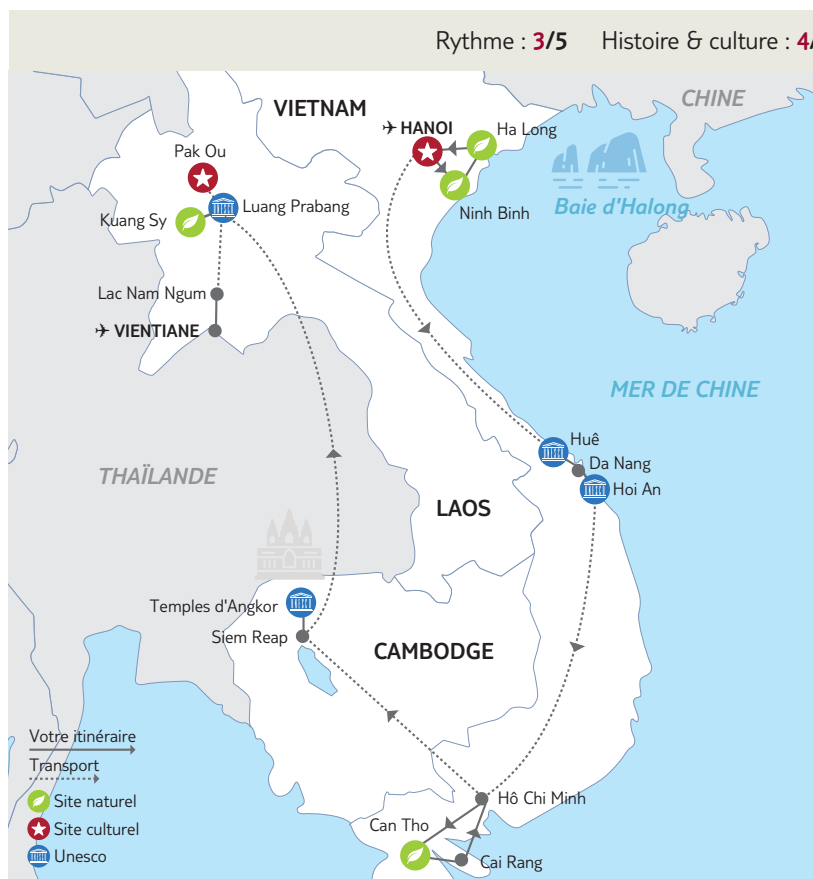 Rythme : 3/5 Histoire & culture : 4/
CHINE
VIETNAM
✈ HANOI
Ha Long
Pak Ou
Baie d'Halong
Ninh Binh
Luang Prabang
Kuang Sy
Lac Nam Ngum
✈ VIENTIANE
MER DE CHINE
Huê
Da Nang
Hoi An
THAÏLANDE
LAOS
Temples d'Angkor
Siem Reap
CAMBODGE
Hô Chi Minh
Can Tho
Cai Rang
Votre itinéraire
Transport
Site naturel
Site culturel
Unesco